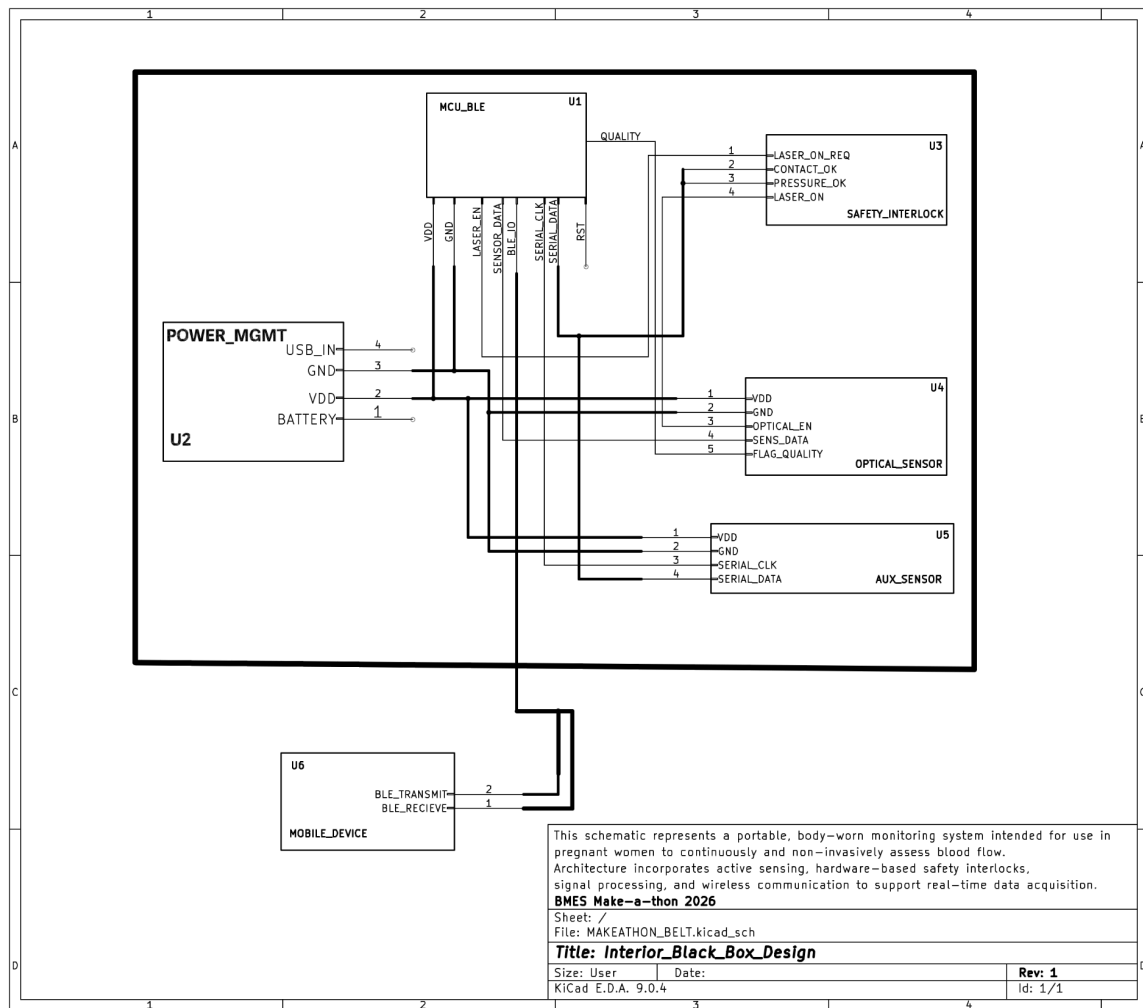 1 2 3 4
A A
B B
C C
D D
MCU_BLE U1
QUALITY
VDD GND LASER_EN SENSOR_DATA BLE_IO SERIAL_CLK SERIAL_DATA RST
U3
1 LASER_ON_REQ
2 CONTACT_OK
3 PRESSURE_OK
4 LASER_ON
SAFETY_INTERLOCK
POWER_MGMT
USB_IN 4
GND 3
VDD 2
BATTERY 1
U2
U4
1 VDD
2 GND
3 OPTICAL_EN
4 SENS_DATA
5 FLAG_QUALITY
OPTICAL_SENSOR
U5
1 VDD
2 GND
3 SERIAL_CLK
4 SERIAL_DATA
AUX_SENSOR
U6
BLE_TRANSMIT 2
BLE_RECIEVE 1
MOBILE_DEVICE
This schematic represents a portable, body-worn monitoring system intended for use in
pregnant women to continuously and non-invasively assess blood flow.
Architecture incorporates active sensing, hardware-based safety interlocks,
signal processing, and wireless communication to support real-time data acquisition.
BMES Make-a-thon 2026
Sheet: /
File: MAKEATHON_BELT.kicad_sch
Title: Interior_Black_Box_Design
Size: User Date: Rev: 1
KiCad E.D.A. 9.0.4 Id: 1/1
1 2 3 4